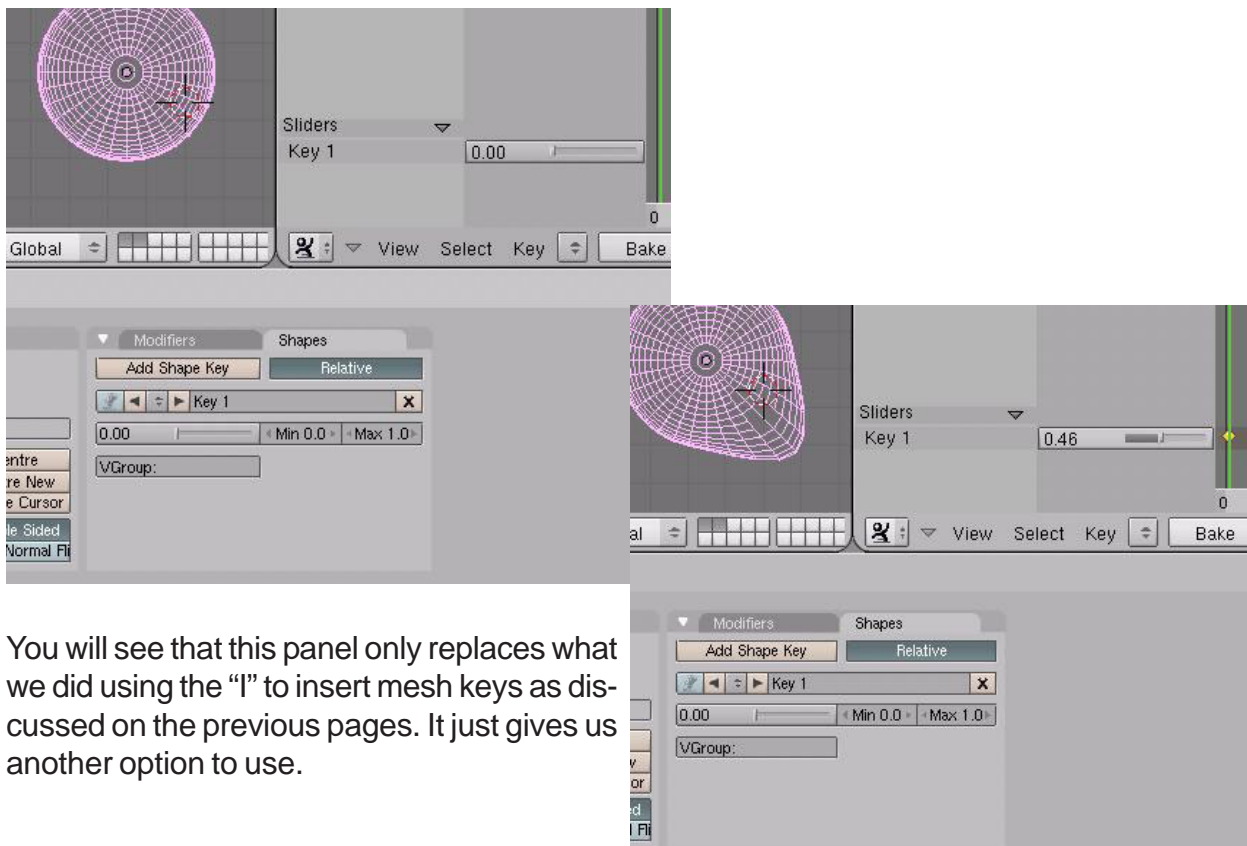 Sliders
Key 1 0.00
0
Global View Select Key Bake
Modifiers Shapes
Add Shape Key Relative
Key 1 X
0.00 Min 0.0 Max 1.0
VGroup:
entre
re New
e Cursor
le Sided
Normal Fli
Sliders
Key 1 0.46
0
al View Select Key Bake
Modifiers Shapes
Add Shape Key Relative
Key 1 X
0.00 Min 0.0 Max 1.0
VGroup:
v
or
ed
l Fli
You will see that this panel only replaces what
we did using the “I” to insert mesh keys as dis-
cussed on the previous pages. It just gives us
another option to use.